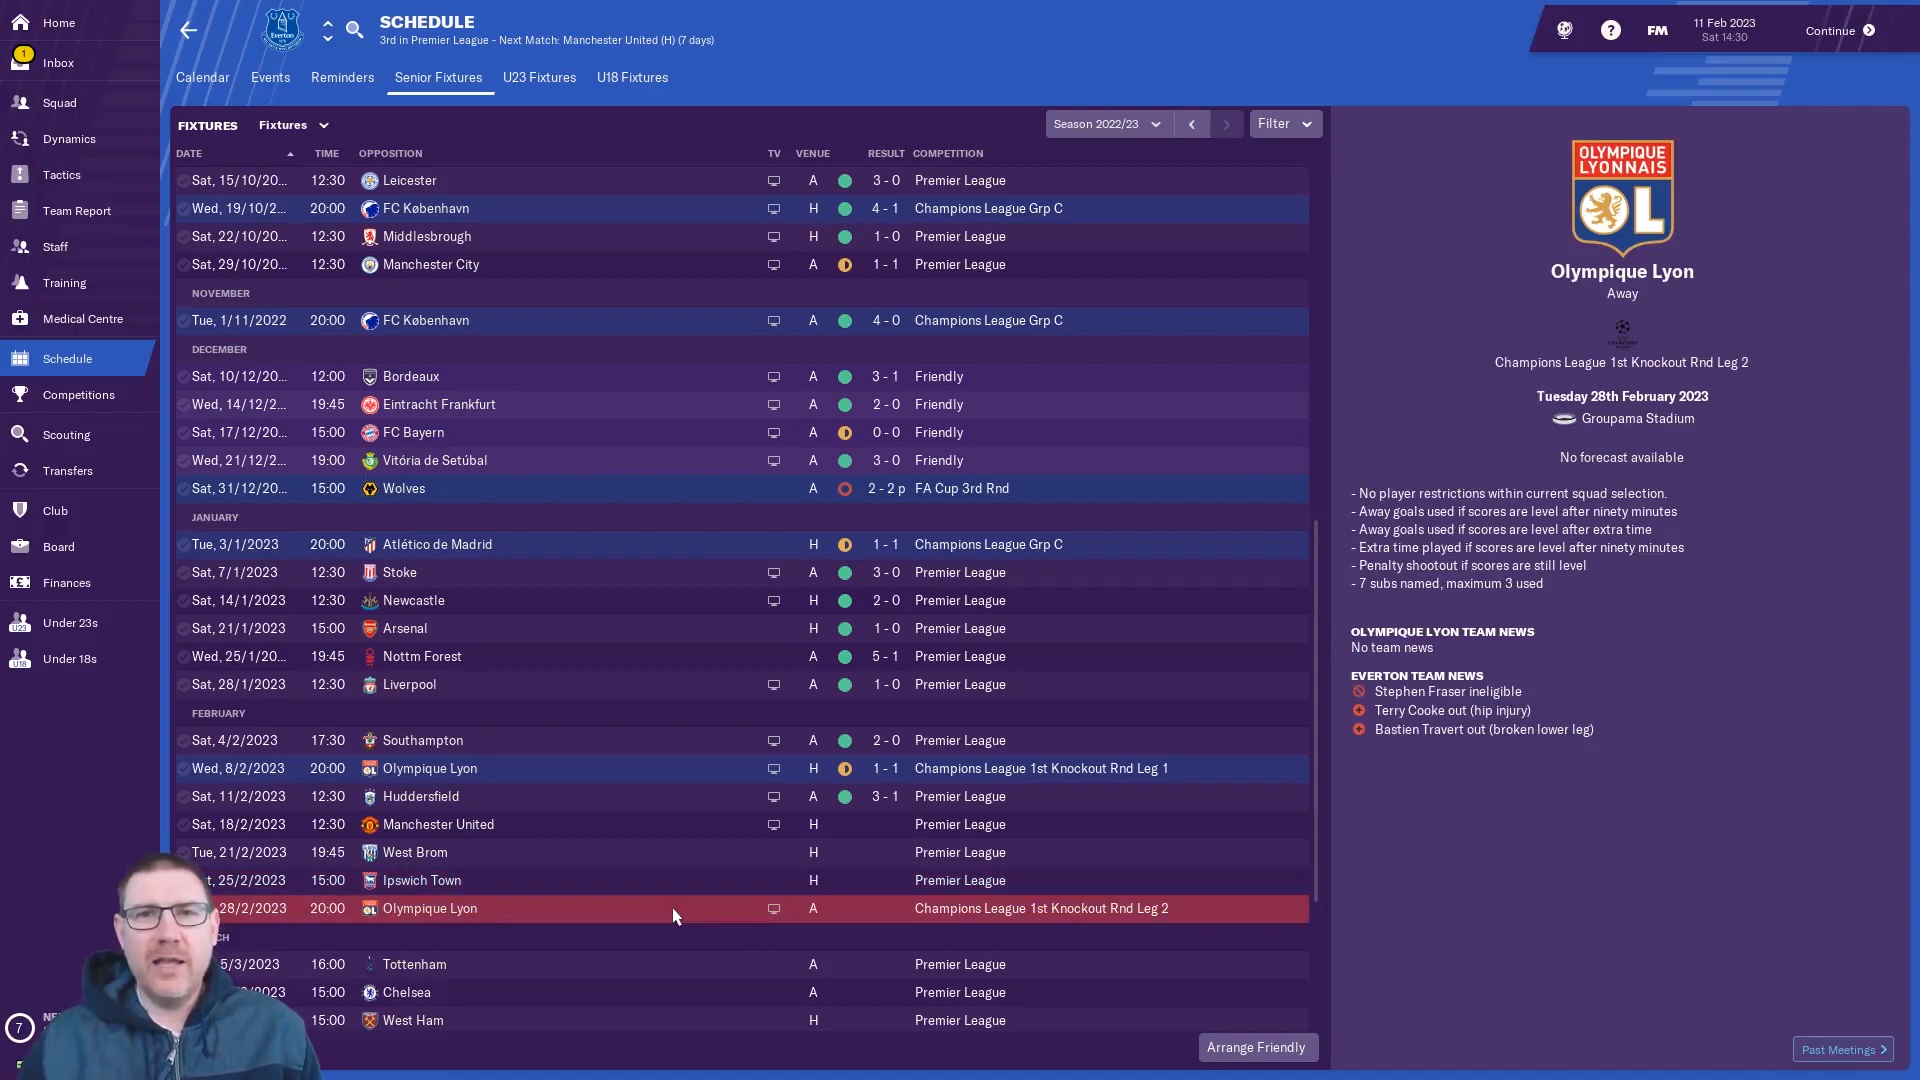 Home
SCHEDULE
3rd in Premier League - Next Match: Manchester United (H) (7 days)
Everton
FM
11 Feb 2023
Sat 14:30
Continue
1
Inbox
Calendar Events Reminders Senior Fixtures U23 Fixtures U18 Fixtures
Squad
Dynamics
Tactics
Team Report
Staff
Training
Medical Centre
Schedule
Competitions
Scouting
Transfers
Club
Board
Finances
U23 Under 23s
U18 Under 18s
7
FIXTURES Fixtures Season 2022/23 Filter
DATE TIME OPPOSITION TV VENUE RESULT COMPETITION
Sat, 15/10/20... 12:30 Leicester A 3 - 0 Premier League
Wed, 19/10/2... 20:00 FC København H 4 - 1 Champions League Grp C
Sat, 22/10/20... 12:30 Middlesbrough H 1 - 0 Premier League
Sat, 29/10/20... 12:30 Manchester City A 1 - 1 Premier League
NOVEMBER
Tue, 1/11/2022 20:00 FC København A 4 - 0 Champions League Grp C
DECEMBER
Sat, 10/12/20... 12:00 Bordeaux A 3 - 1 Friendly
Wed, 14/12/2... 19:45 Eintracht Frankfurt A 2 - 0 Friendly
Sat, 17/12/20... 15:00 FC Bayern A 0 - 0 Friendly
Wed, 21/12/2... 19:00 Vitória de Setúbal A 3 - 0 Friendly
Sat, 31/12/20... 15:00 Wolves A 2 - 2 p FA Cup 3rd Rnd
JANUARY
Tue, 3/1/2023 20:00 Atlético de Madrid H 1 - 1 Champions League Grp C
Sat, 7/1/2023 12:30 Stoke A 3 - 0 Premier League
Sat, 14/1/2023 12:30 Newcastle H 2 - 0 Premier League
Sat, 21/1/2023 15:00 Arsenal H 1 - 0 Premier League
Wed, 25/1/20... 19:45 Nottm Forest A 5 - 1 Premier League
Sat, 28/1/2023 12:30 Liverpool A 1 - 0 Premier League
FEBRUARY
Sat, 4/2/2023 17:30 Southampton A 2 - 0 Premier League
Wed, 8/2/2023 20:00 Olympique Lyon H 1 - 1 Champions League 1st Knockout Rnd Leg 1
Sat, 11/2/2023 12:30 Huddersfield A 3 - 1 Premier League
Sat, 18/2/2023 12:30 Manchester United H Premier League
Tue, 21/2/2023 19:45 West Brom H Premier League
25/2/2023 15:00 Ipswich Town H Premier League
28/2/2023 20:00 Olympique Lyon A Champions League 1st Knockout Rnd Leg 2
5/3/2023 16:00 Tottenham A Premier League
15:00 Chelsea A Premier League
15:00 West Ham H Premier League
Arrange Friendly
OLYMPIQUE
LYONNAIS
OL
Olympique Lyon
Away
Champions League 1st Knockout Rnd Leg 2
Tuesday 28th February 2023
Groupama Stadium
No forecast available
- No player restrictions within current squad selection.
- Away goals used if scores are level after ninety minutes
- Away goals used if scores are level after extra time
- Extra time played if scores are level after ninety minutes
- Penalty shootout if scores are still level
- 7 subs named, maximum 3 used
OLYMPIQUE LYON TEAM NEWS
No team news
EVERTON TEAM NEWS
Stephen Fraser ineligible
Terry Cooke out (hip injury)
Bastien Travert out (broken lower leg)
Past Meetings